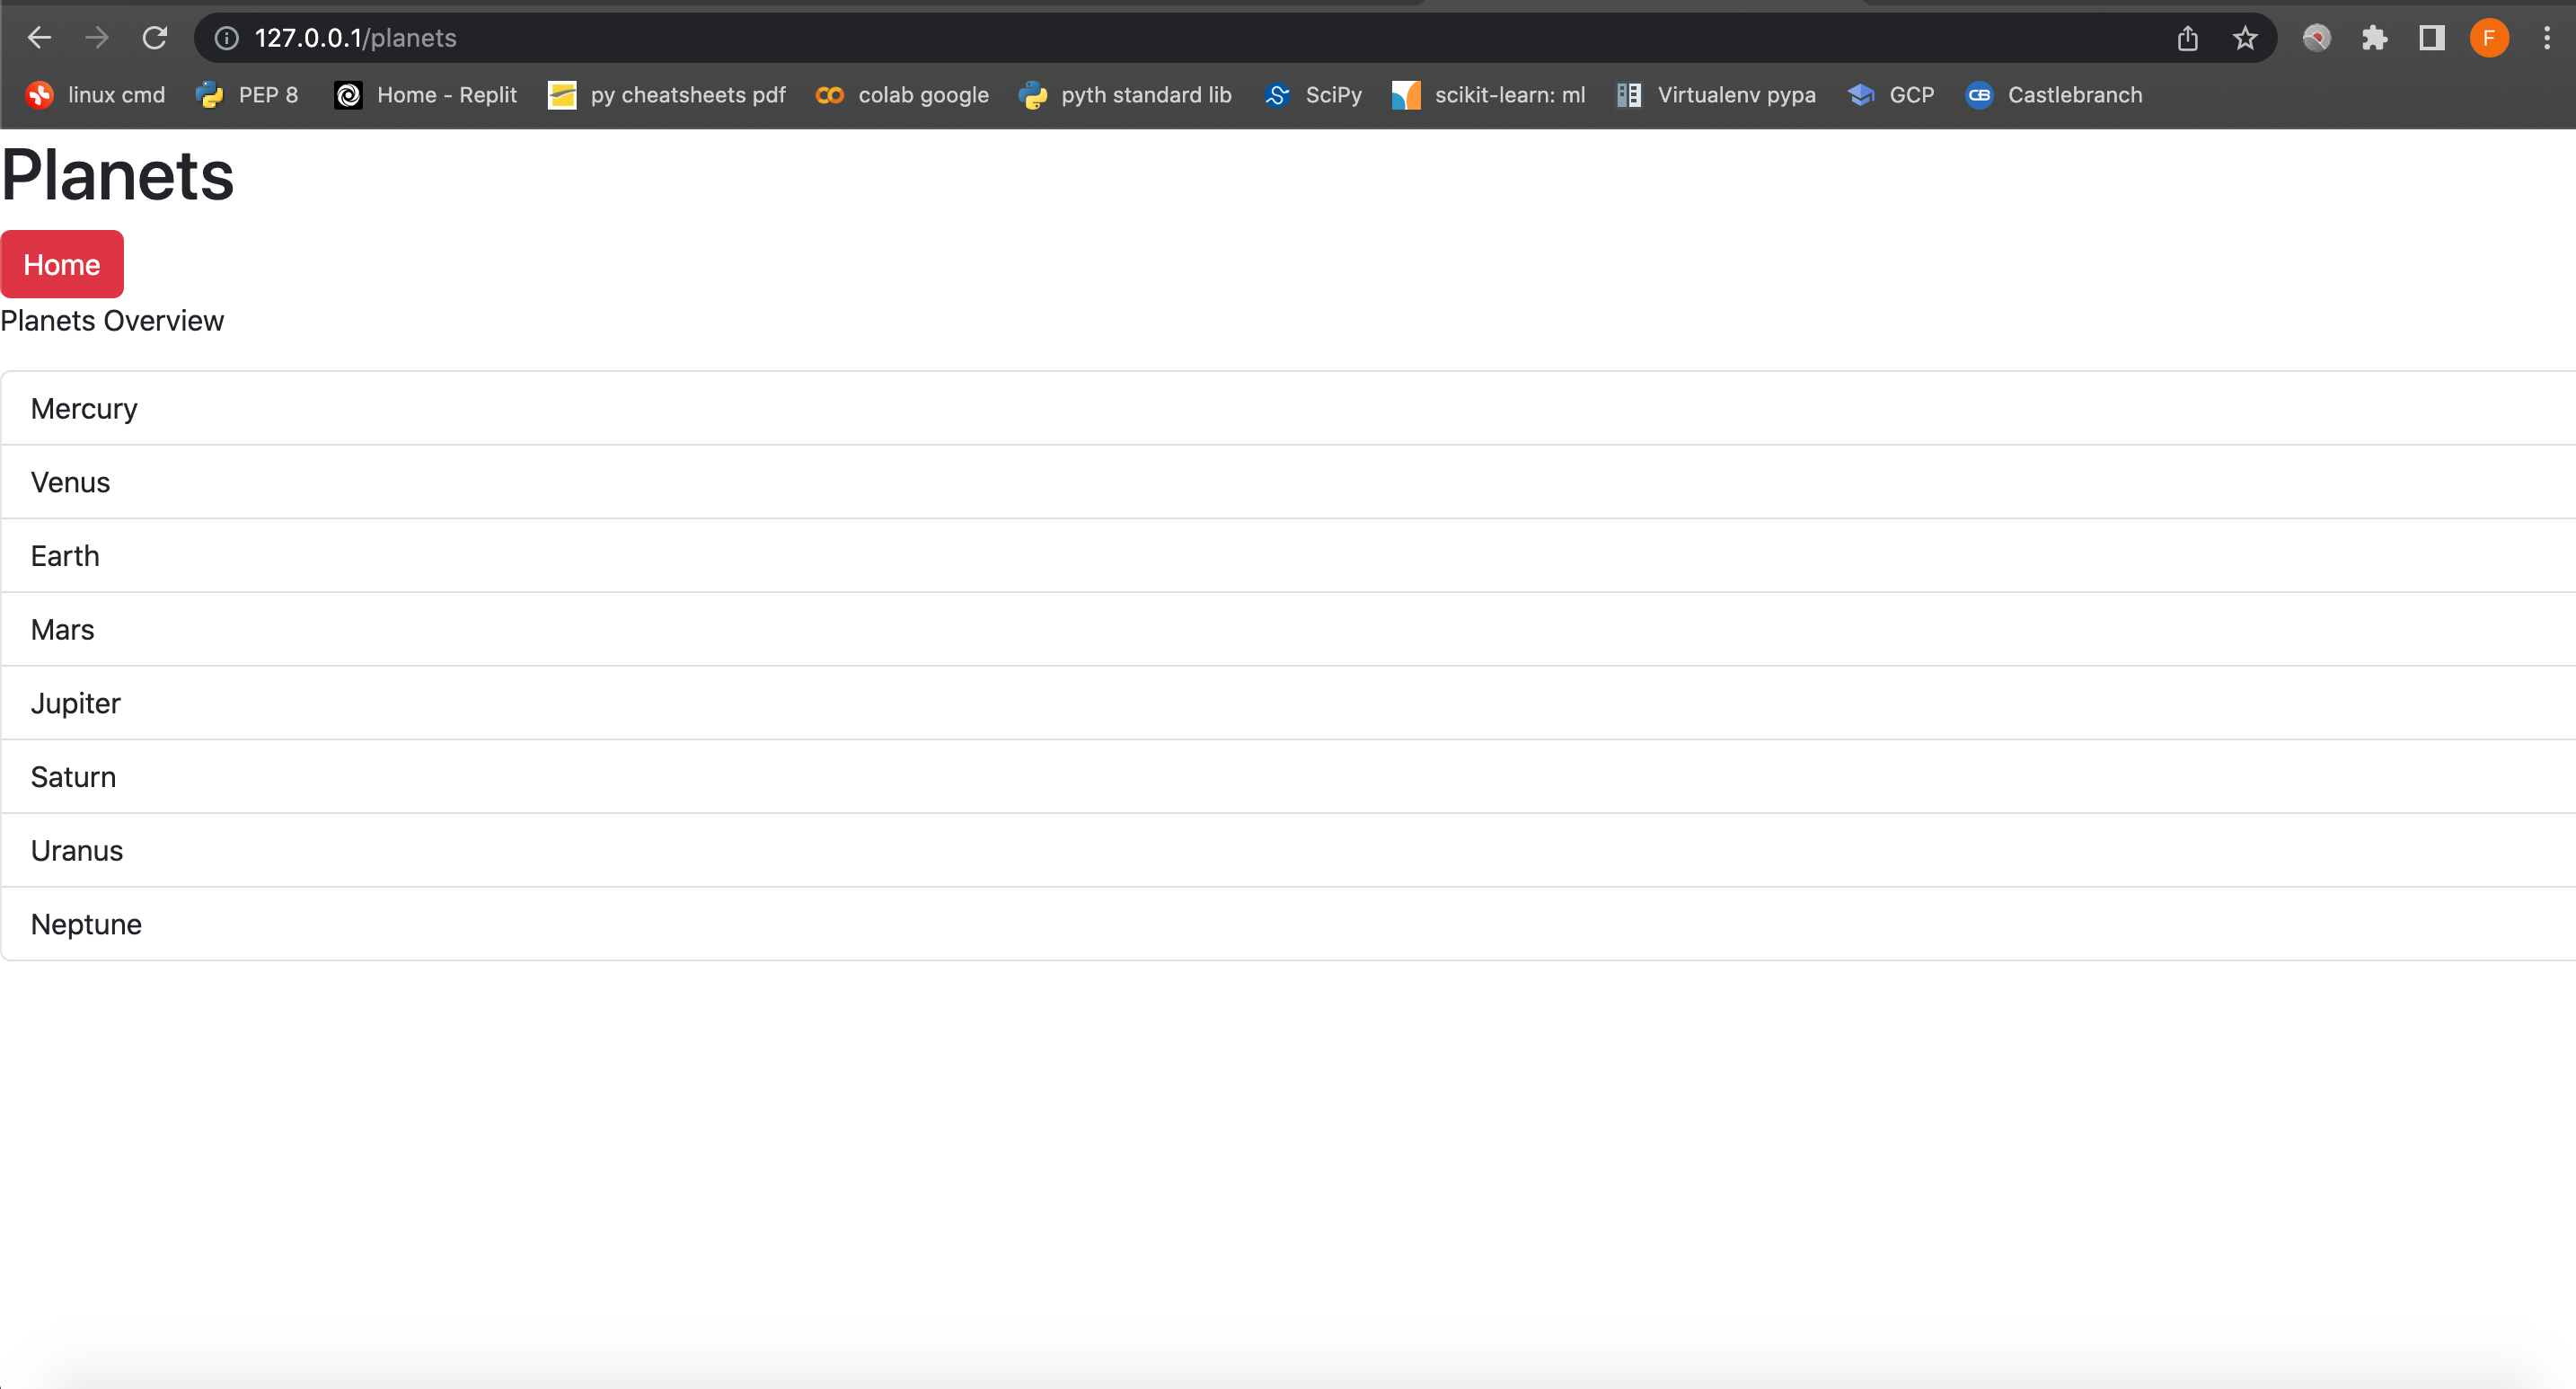 127.0.0.1/planets
F
linux cmd PEP 8 Home - Replit py cheatsheets pdf CO colab google pyth standard lib SciPy scikit-learn: ml Virtualenv pypa GCP CB Castlebranch
Planets
Home
Planets Overview
Mercury
Venus
Earth
Mars
Jupiter
Saturn
Uranus
Neptune